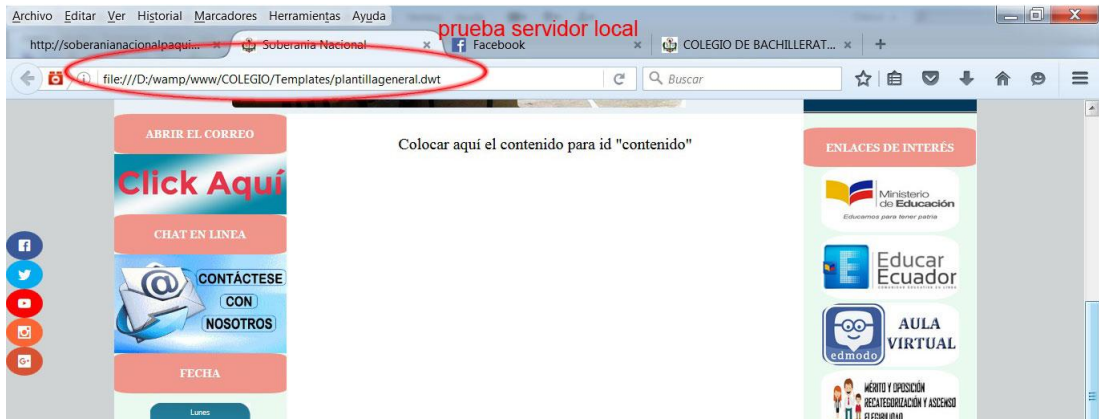 Archivo Editar Ver Historial Marcadores Herramientas Ayuda
prueba servidor local
http://soberanianacionalpaqui...
Soberanía Nacional
Facebook
COLEGIO DE BACHILLERAT...
file:///D:/wamp/www/COLEGIO/Templates/plantillageneral.dwt
Buscar
ABRIR EL CORREO
Click Aquí
CHAT EN LINEA
CONTÁCTESE
CON
NOSOTROS
FECHA
Lunes
Colocar aquí el contenido para id "contenido"
ENLACES DE INTERÉS
Ministerio
de Educación
Educamos para tener patria
Educar
Ecuador
AULA
VIRTUAL
edmodo
MÉRITO Y OPOSICIÓN
RECATEGORIZACIÓN Y ASCENSO
ELEGIBILIDAD